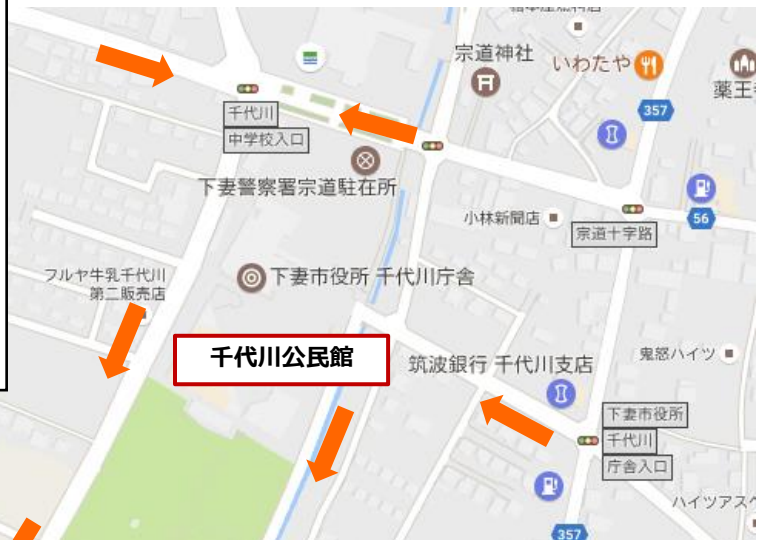 宗道神社
いわたや
薬王
357
千代川
中学校入口
下妻警察署宗道駐在所
小林新聞店
56
宗道十字路
フルヤ牛乳千代川
第二販売店
下妻市役所 千代川庁舎
千代川公民館
筑波銀行 千代川支店
鬼怒ハイツ
下妻市役所
千代川
庁舎入口
ハイツアス
357